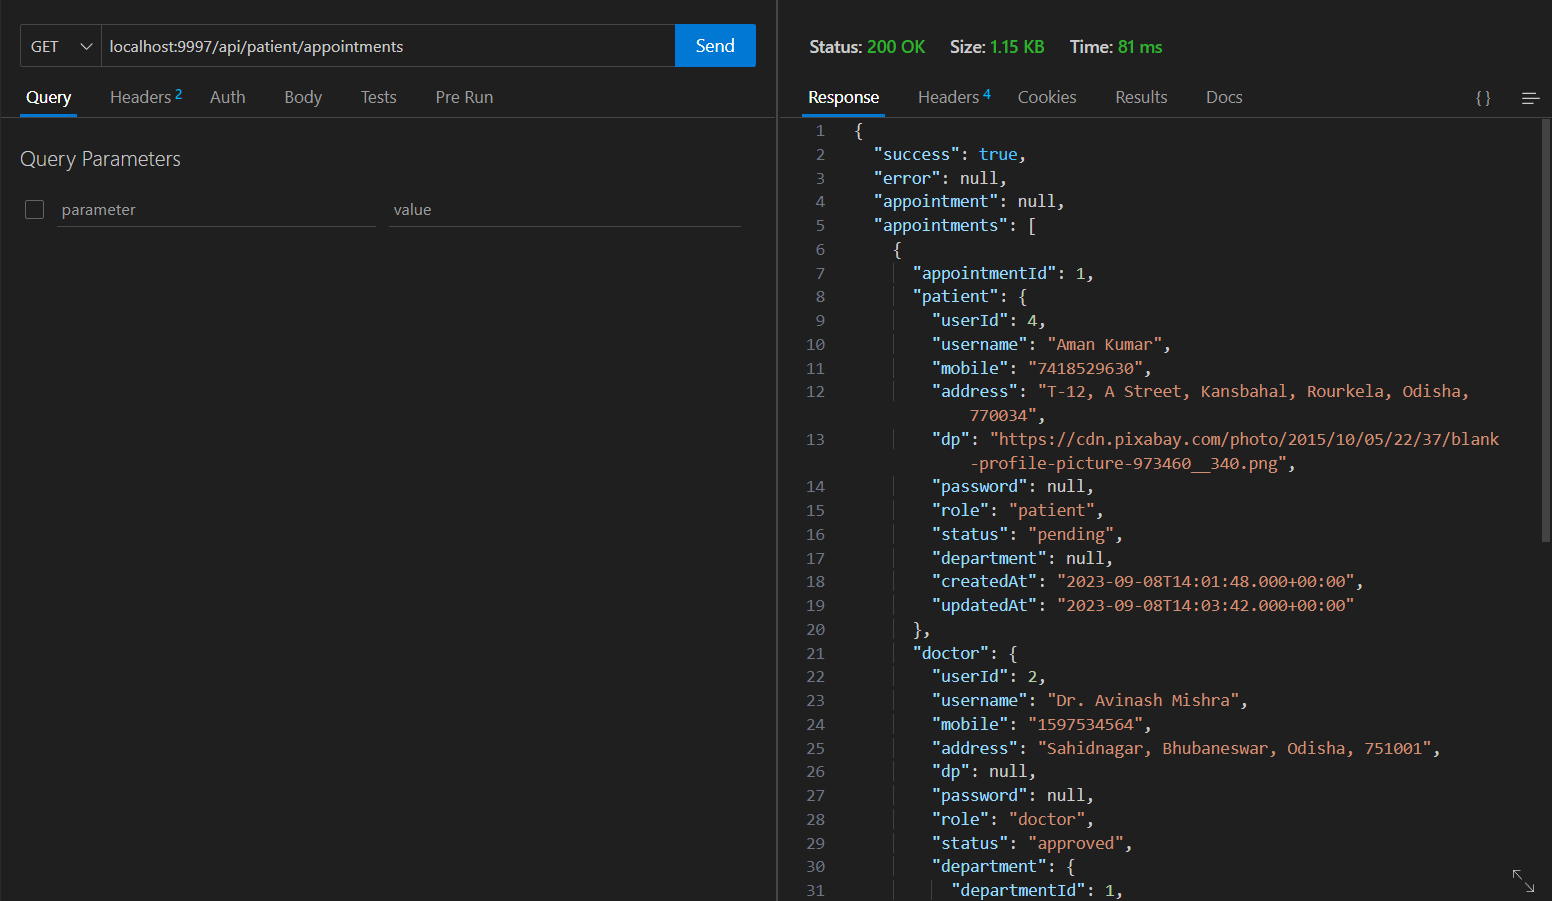 GET localhost:9997/api/patient/appointments Send
Query Headers 2 Auth Body Tests Pre Run
Query Parameters
parameter value
Status: 200 OK Size: 1.15 KB Time: 81 ms
Response Headers 4 Cookies Results Docs { }
1 {
2 "success": true,
3 "error": null,
4 "appointment": null,
5 "appointments": [
6 {
7 "appointmentId": 1,
8 "patient": {
9 "userId": 4,
10 "username": "Aman Kumar",
11 "mobile": "7418529630",
12 "address": "T-12, A Street, Kansbahal, Rourkela, Odisha,
770034",
13 "dp": "https://cdn.pixabay.com/photo/2015/10/05/22/37/blank
-profile-picture-973460__340.png",
14 "password": null,
15 "role": "patient",
16 "status": "pending",
17 "department": null,
18 "createdAt": "2023-09-08T14:01:48.000+00:00",
19 "updatedAt": "2023-09-08T14:03:42.000+00:00"
20 },
21 "doctor": {
22 "userId": 2,
23 "username": "Dr. Avinash Mishra",
24 "mobile": "1597534564",
25 "address": "Sahidnagar, Bhubaneswar, Odisha, 751001",
26 "dp": null,
27 "password": null,
28 "role": "doctor",
29 "status": "approved",
30 "department": {
31 "departmentId": 1,